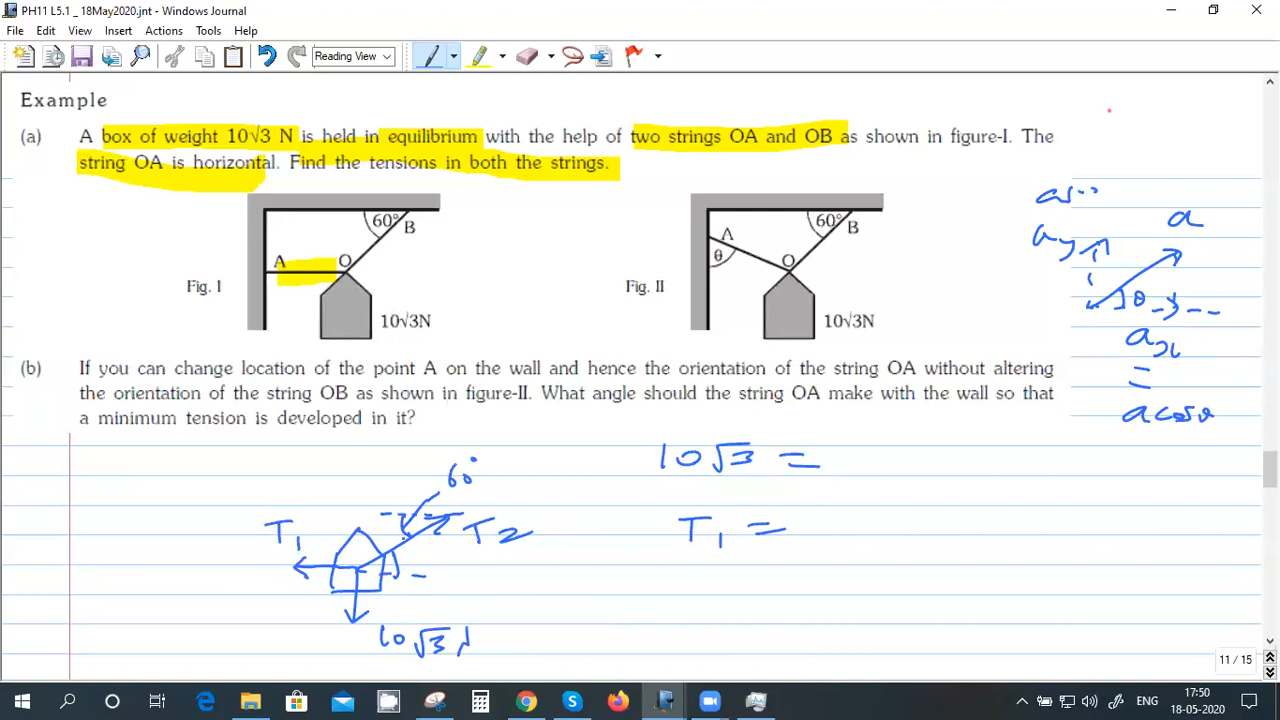 PH11 L5.1 _ 18May2020.jnt - Windows Journal
File Edit View Insert Actions Tools Help
Reading View
Example
(a) A box of weight 10√3 N is held in equilibrium with the help of two strings OA and OB as shown in figure-I. The
string OA is horizontal. Find the tensions in both the strings.
60° B
A O
Fig. I
10√3N
60° B
A
θ O
Fig. II
10√3N
a
ay
θ
ax
=
a cosθ
(b) If you can change location of the point A on the wall and hence the orientation of the string OA without altering
the orientation of the string OB as shown in figure-II. What angle should the string OA make with the wall so that
a minimum tension is developed in it?
10√3 =
60°
T1 T2
T1 =
10√3 N
11 / 15
ENG
17:50
18-05-2020